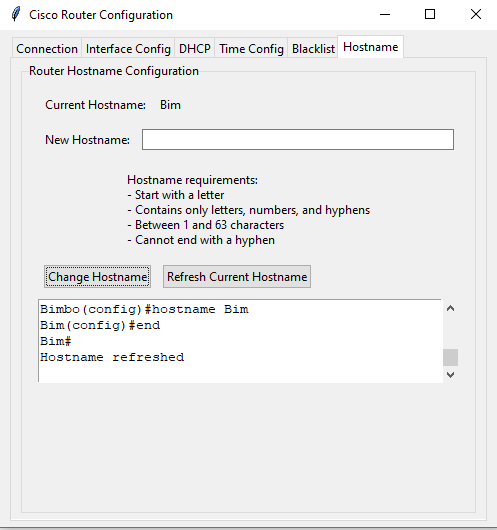 Cisco Router Configuration
Connection Interface Config DHCP Time Config Blacklist Hostname
Router Hostname Configuration
Current Hostname: Bim
New Hostname:
Hostname requirements:
- Start with a letter
- Contains only letters, numbers, and hyphens
- Between 1 and 63 characters
- Cannot end with a hyphen
Change Hostname Refresh Current Hostname
Bimbo(config)#hostname Bim
Bim(config)#end
Bim#
Hostname refreshed